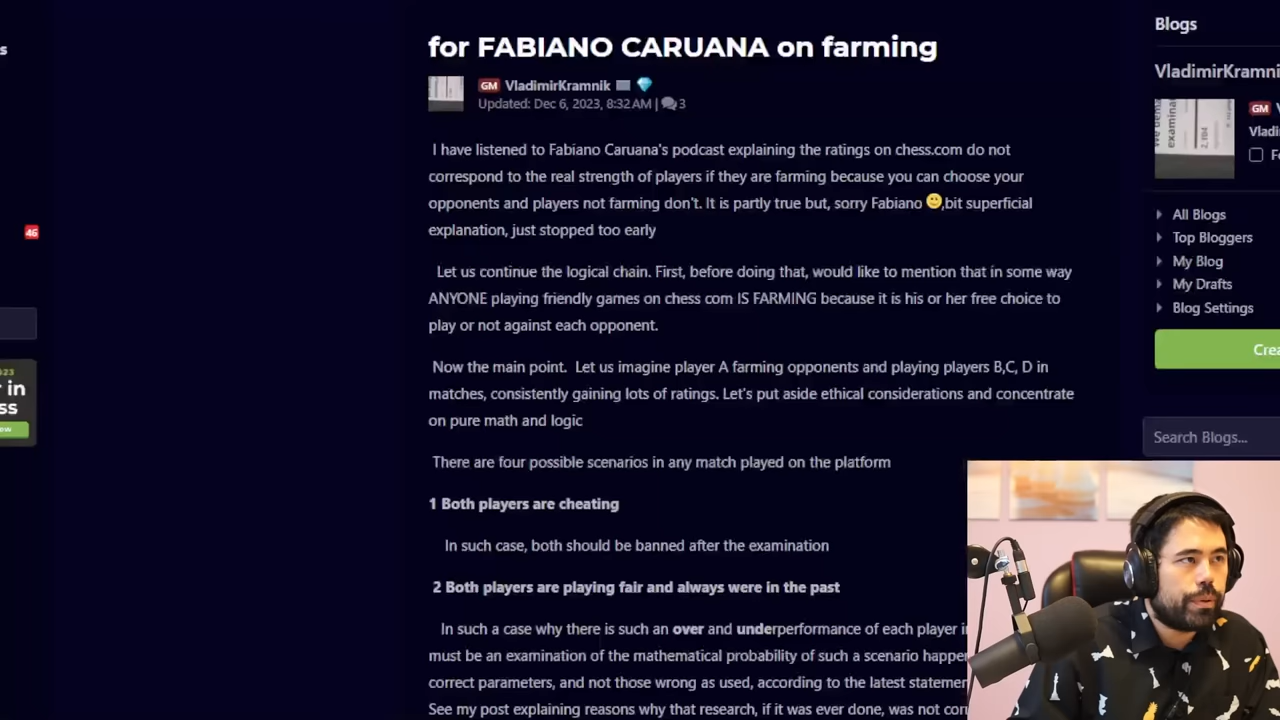 s
for FABIANO CARUANA on farming
GM VladimirKramnik
Updated: Dec 6, 2023, 8:32 AM | 3
I have listened to Fabiano Caruana's podcast explaining the ratings on chess.com do not
correspond to the real strength of players if they are farming because you can choose your
opponents and players not farming don't. It is partly true but, sorry Fabiano 🙂,bit superficial
explanation, just stopped too early
Let us continue the logical chain. First, before doing that, would like to mention that in some way
ANYONE playing friendly games on chess com IS FARMING because it is his or her free choice to
play or not against each opponent.
Now the main point. Let us imagine player A farming opponents and playing players B,C, D in
matches, consistently gaining lots of ratings. Let's put aside ethical considerations and concentrate
on pure math and logic
There are four possible scenarios in any match played on the platform
1 Both players are cheating
In such case, both should be banned after the examination
2 Both players are playing fair and always were in the past
In such a case why there is such an over and underperformance of each player i
must be an examination of the mathematical probability of such a scenario happe
correct parameters, and not those wrong as used, according to the latest statemer
See my post explaining reasons why that research, if it was ever done, was not cor
46
23
r in
ss
ow
Blogs
VladimirKramni
GM V
Vladi
F
All Blogs
Top Bloggers
My Blog
My Drafts
Blog Settings
Crea
Search Blogs...